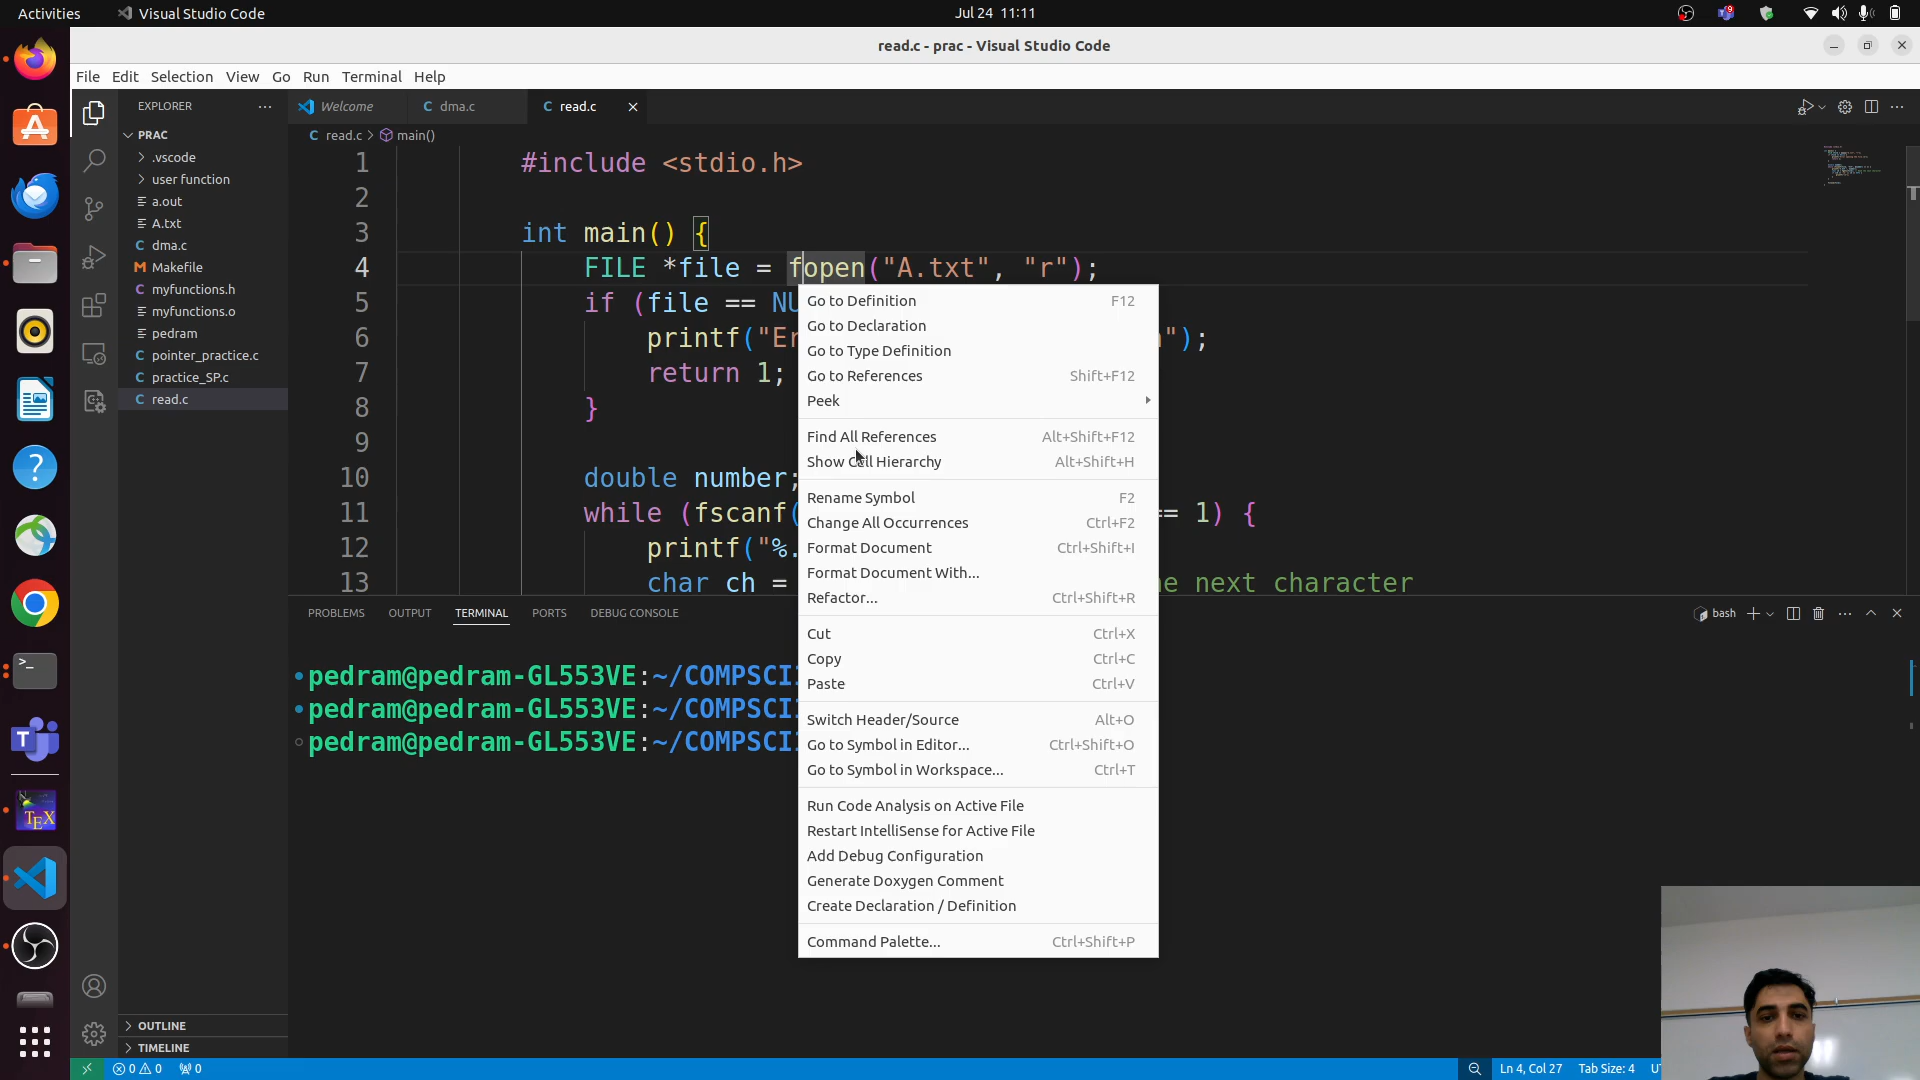 Activities
Visual Studio Code
Jul 24 11:11
9
read.c - prac - Visual Studio Code
File Edit Selection View Go Run Terminal Help
EXPLORER
PRAC
.vscode
user function
a.out
A.txt
C dma.c
M Makefile
C myfunctions.h
myfunctions.o
pedram
C pointer_practice.c
C practice_SP.c
C read.c
OUTLINE
TIMELINE
Welcome
C dma.c
C read.c
C read.c > main()
1 #include <stdio.h>
2
3 int main() {
4 FILE *file = fopen("A.txt", "r");
5 if (file == NU
6 printf("Er ");
7 return 1;
8 }
9
10 double number;
11 while (fscanf( == 1) {
12 printf("%.
13 char ch = next character
Go to Definition F12
Go to Declaration
Go to Type Definition
Go to References Shift+F12
Peek
Find All References Alt+Shift+F12
Show Call Hierarchy Alt+Shift+H
Rename Symbol F2
Change All Occurrences Ctrl+F2
Format Document Ctrl+Shift+I
Format Document With...
Refactor... Ctrl+Shift+R
Cut Ctrl+X
Copy Ctrl+C
Paste Ctrl+V
Switch Header/Source Alt+O
Go to Symbol in Editor... Ctrl+Shift+O
Go to Symbol in Workspace... Ctrl+T
Run Code Analysis on Active File
Restart IntelliSense for Active File
Add Debug Configuration
Generate Doxygen Comment
Create Declaration / Definition
Command Palette... Ctrl+Shift+P
PROBLEMS OUTPUT TERMINAL PORTS DEBUG CONSOLE
bash
pedram@pedram-GL553VE:~/COMPSCI
pedram@pedram-GL553VE:~/COMPSCI
pedram@pedram-GL553VE:~/COMPSCI
0 0 0
Ln 4, Col 27 Tab Size: 4
TEX